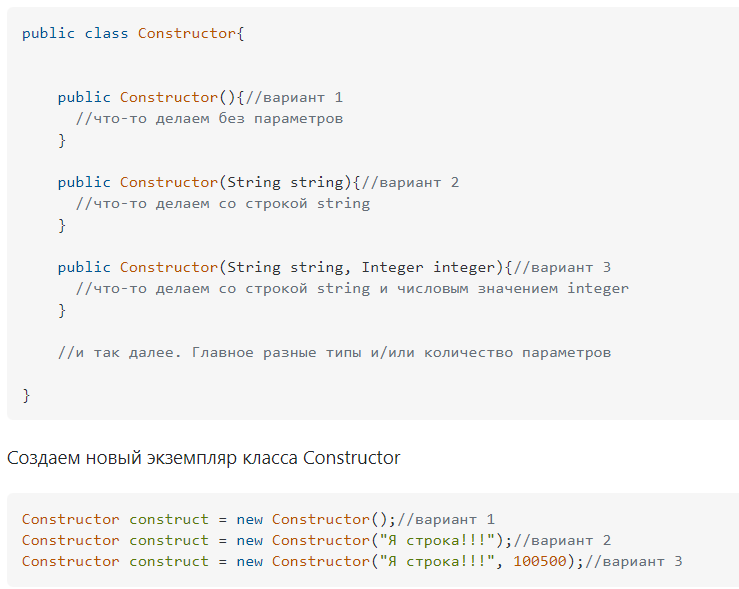 public class Constructor{
public Constructor(){//вариант 1
//что-то делаем без параметров
}
public Constructor(String string){//вариант 2
//что-то делаем со строкой string
}
public Constructor(String string, Integer integer){//вариант 3
//что-то делаем со строкой string и числовым значением integer
}
//и так далее. Главное разные типы и/или количество параметров
}
Создаем новый экземпляр класса Constructor
Constructor construct = new Constructor();//вариант 1
Constructor construct = new Constructor("Я строка!!!");//вариант 2
Constructor construct = new Constructor("Я строка!!!", 100500);//вариант 3